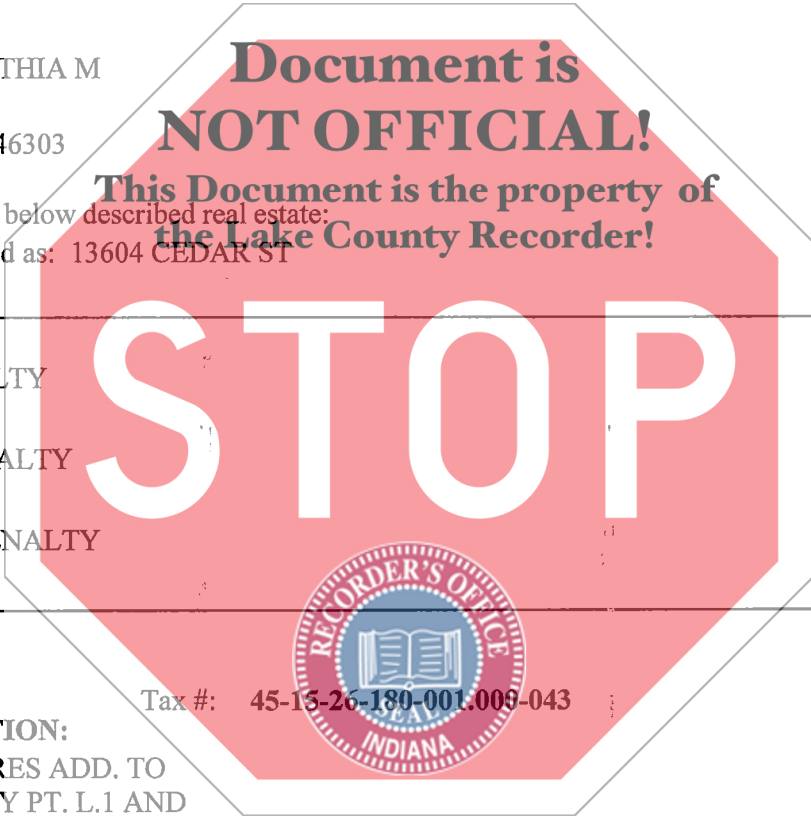 THIA M
Document is
NOT OFFICIAL!
46303
This Document is the property of
below described real estate:
the Lake County Recorder!
d as: 13604 CEDAR ST
STOP
LTY
ALTY
NALTY
RECORDER'S OFFICE
SEAL
INDIANA
Tax #: 45-15-26-180-001.000-043
TION:
RES ADD. TO
Y PT. L.1 AND